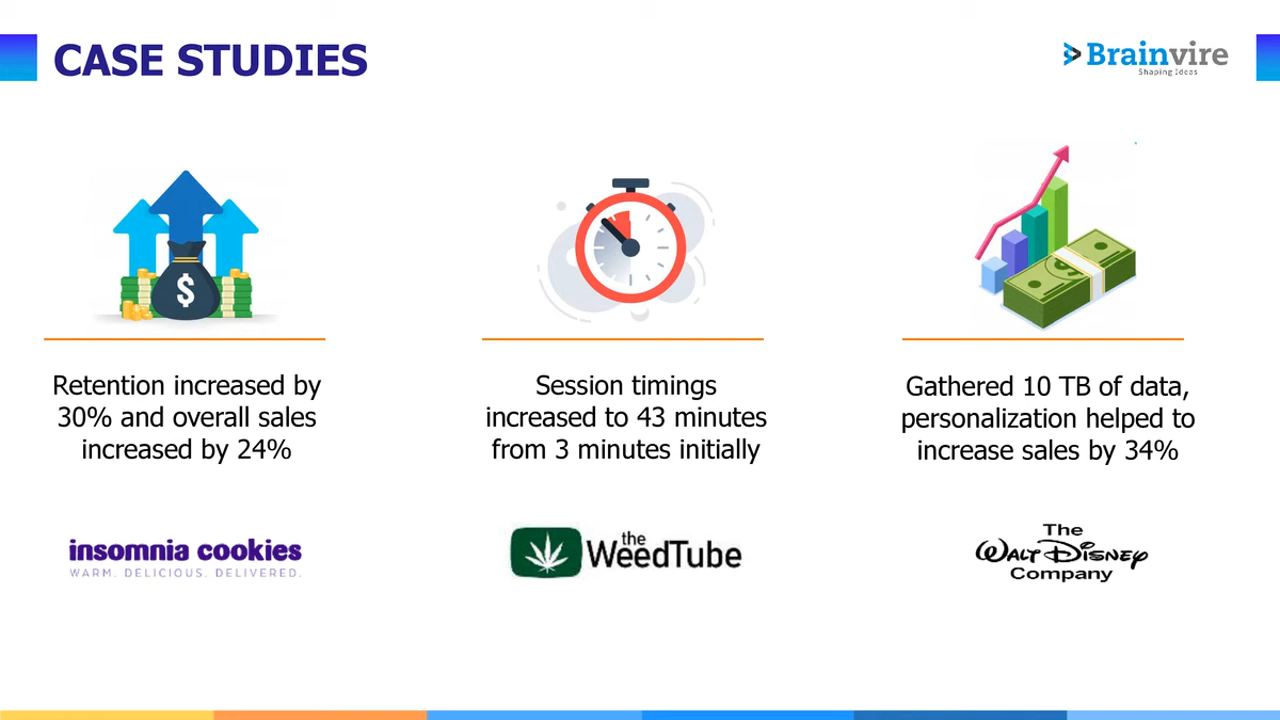 CASE STUDIES
Brainvire
Shaping Ideas
$
Retention increased by
30% and overall sales
increased by 24%
insomnia cookies
WARM. DELICIOUS. DELIVERED.
Session timings
increased to 43 minutes
from 3 minutes initially
the
WeedTube
$
Gathered 10 TB of data,
personalization helped to
increase sales by 34%
The
WALT DISNEY
Company